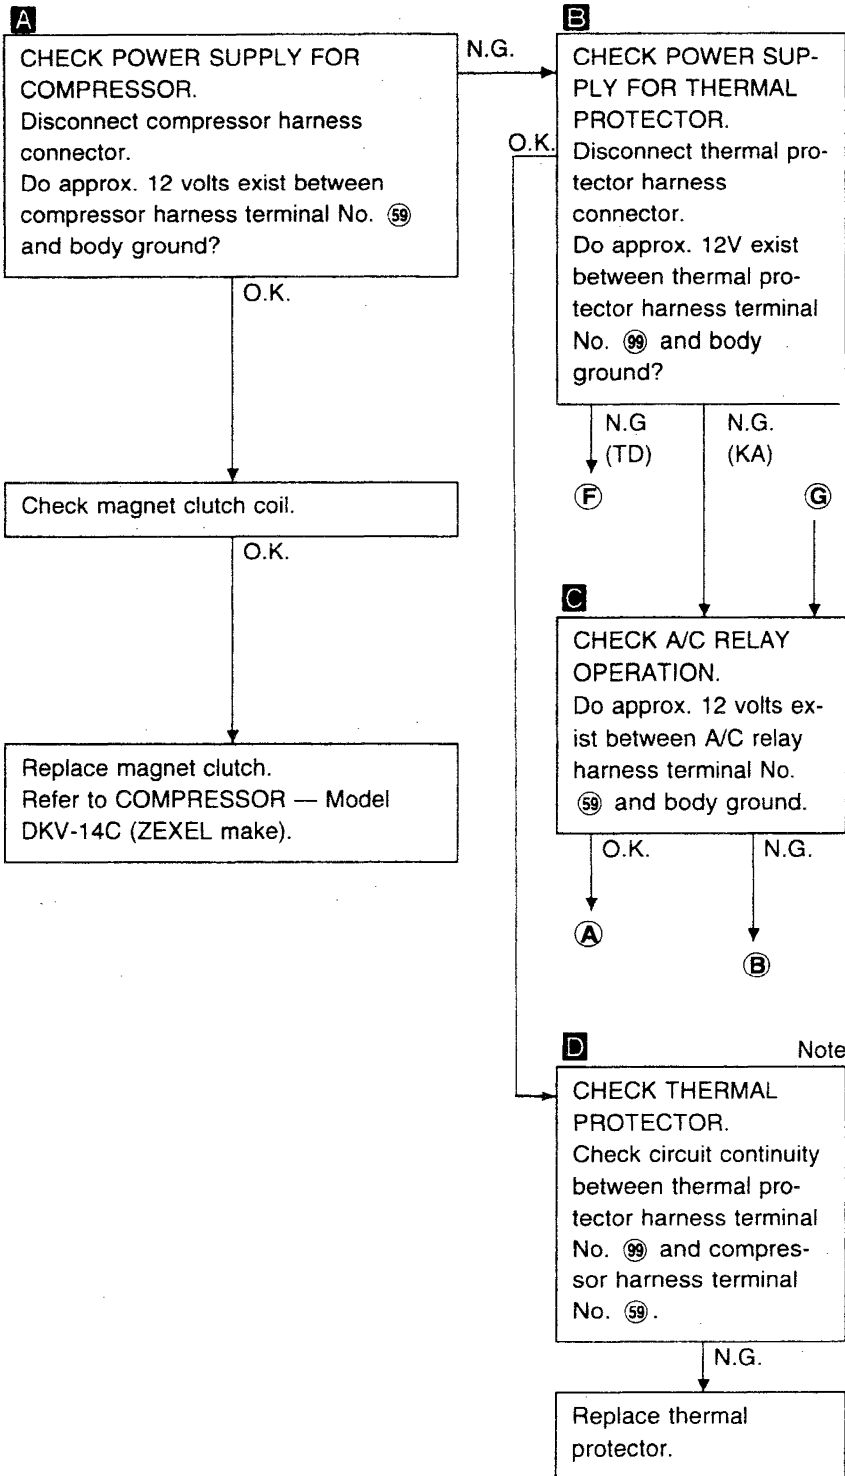 A
CHECK POWER SUPPLY FOR
COMPRESSOR.
Disconnect compressor harness
connector.
Do approx. 12 volts exist between
compressor harness terminal No. 59
and body ground?
O.K.
Check magnet clutch coil.
O.K.
Replace magnet clutch.
Refer to COMPRESSOR — Model
DKV-14C (ZEXEL make).
N.G.
B
CHECK POWER SUP-
PLY FOR THERMAL
PROTECTOR.
Disconnect thermal pro-
tector harness
connector.
Do approx. 12V exist
between thermal pro-
tector harness terminal
No. 99 and body
ground?
O.K.
N.G
(TD)
F
N.G.
(KA)
G
C
CHECK A/C RELAY
OPERATION.
Do approx. 12 volts ex-
ist between A/C relay
harness terminal No.
59 and body ground.
O.K.
A
N.G.
B
D
Note
CHECK THERMAL
PROTECTOR.
Check circuit continuity
between thermal pro-
tector harness terminal
No. 99 and compres-
sor harness terminal
No. 59.
N.G.
Replace thermal
protector.